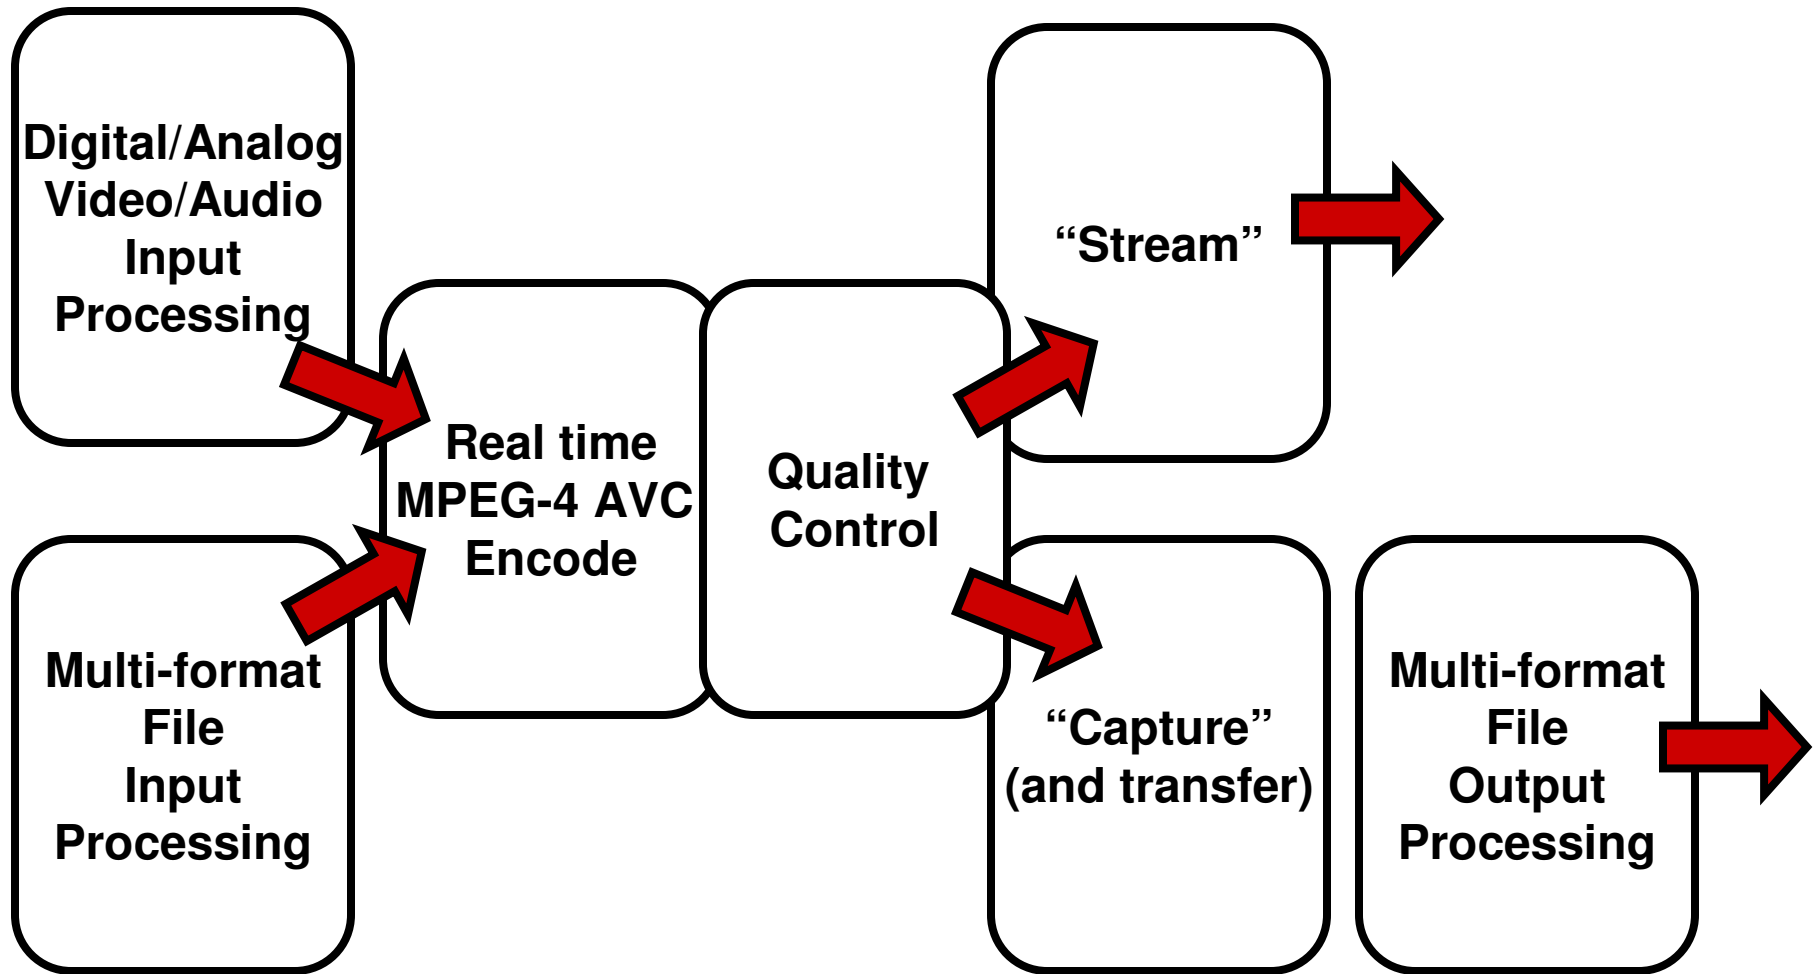 Digital/Analog
Video/Audio
Input
Processing
Multi-format
File
Input
Processing
Real time
MPEG-4 AVC
Encode
Quality
Control
“Stream”
“Capture”
(and transfer)
Multi-format
File
Output
Processing